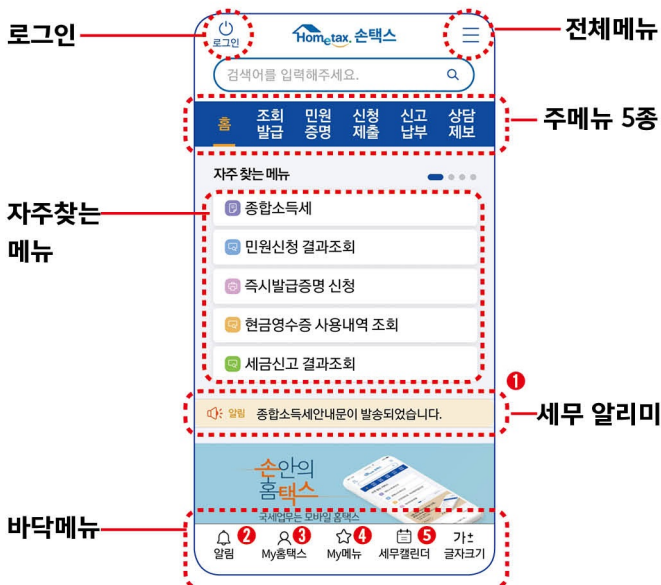 로그인
로그인
Hometax. 손택스
전체메뉴
검색어를 입력해주세요.
홈
조회
발급
민원
증명
신청
제출
신고
납부
상담
제보
주메뉴 5종
자주 찾는 메뉴
자주찾는
메뉴
종합소득세
민원신청 결과조회
즉시발급증명 신청
현금영수증 사용내역 조회
세금신고 결과조회
1
알림 종합소득세안내문이 발송되었습니다.
세무 알리미
손안의
홈택스
국세업무는 모바일 홈택스
바닥메뉴
2
알림
3
My홈택스
4
My메뉴
5
세무캘린더
가±
글자크기